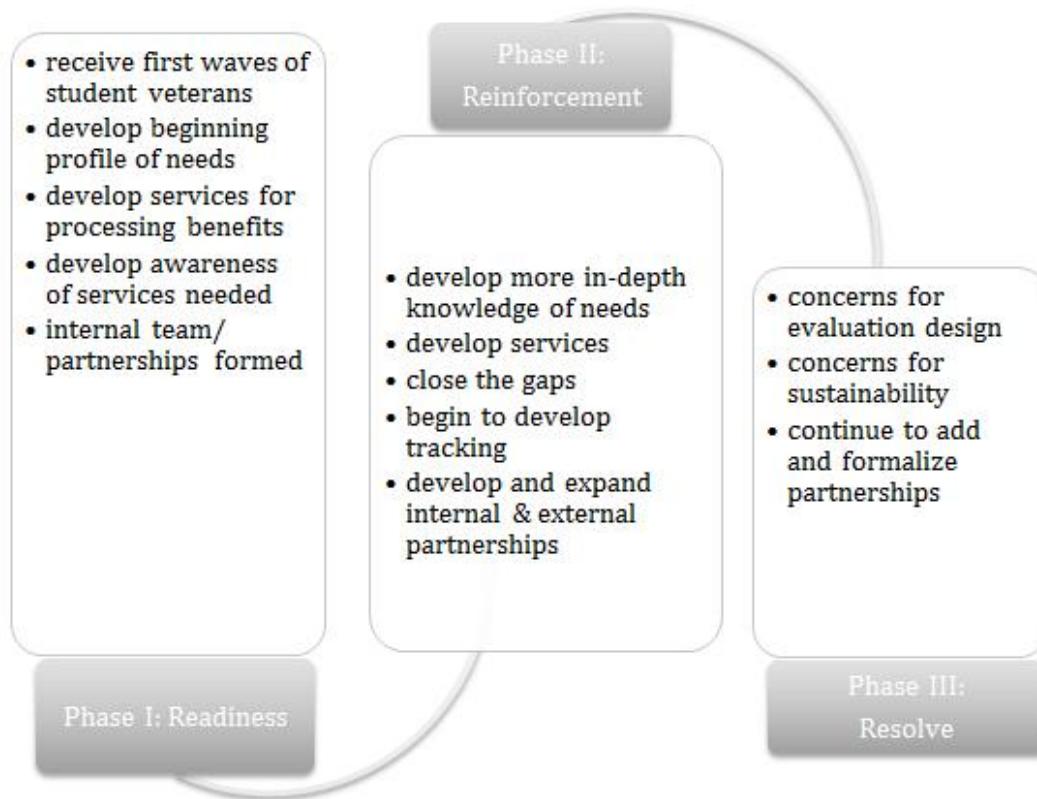 • receive first waves of
student veterans
• develop beginning
profile of needs
• develop services for
processing benefits
• develop awareness
of services needed
• internal team/
partnerships formed
Phase I: Readiness
Phase II:
Reinforcement
• develop more in-depth
knowledge of needs
• develop services
• close the gaps
• begin to develop
tracking
• develop and expand
internal & external
partnerships
• concerns for
evaluation design
• concerns for
sustainability
• continue to add
and formalize
partnerships
Phase III:
Resolve